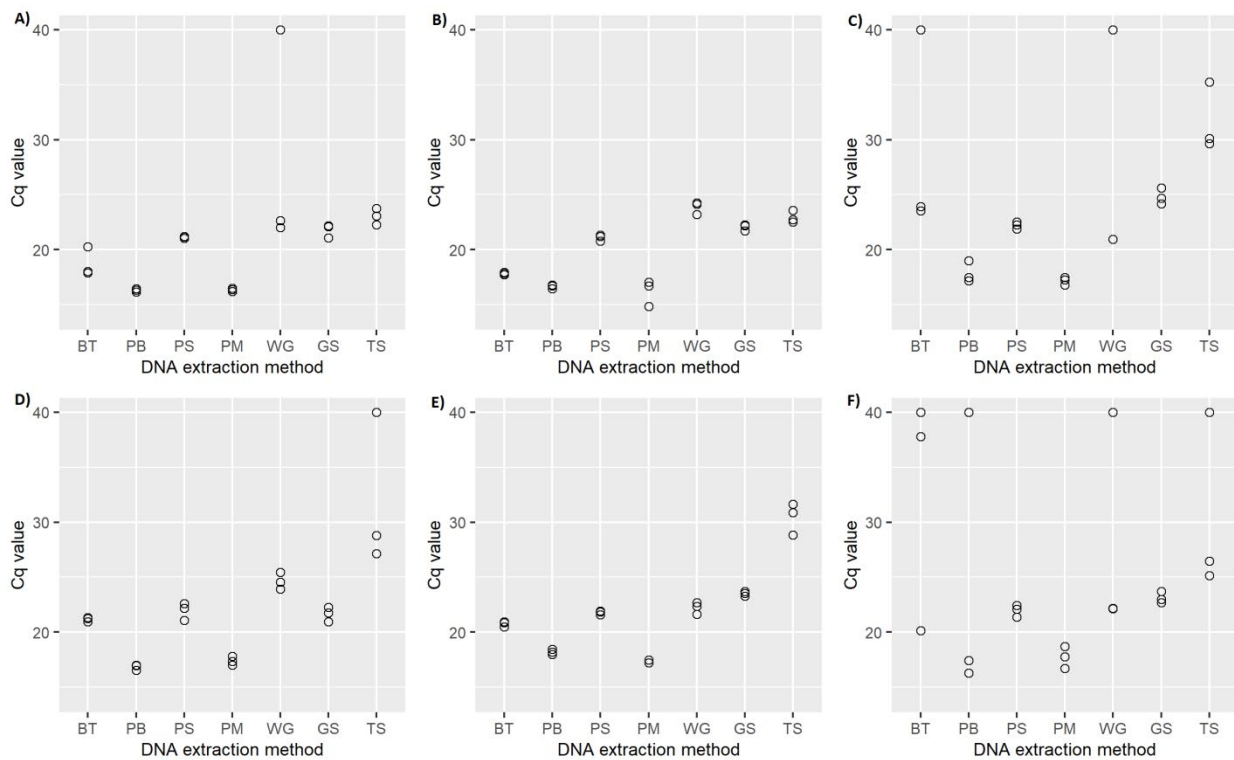 A)
40
30
20
Cq value
BT PB PS PM WG GS TS
DNA extraction method
B)
40
30
20
Cq value
BT PB PS PM WG GS TS
DNA extraction method
C)
40
30
20
Cq value
BT PB PS PM WG GS TS
DNA extraction method
D)
40
30
20
Cq value
BT PB PS PM WG GS TS
DNA extraction method
E)
40
30
20
Cq value
BT PB PS PM WG GS TS
DNA extraction method
F)
40
30
20
Cq value
BT PB PS PM WG GS TS
DNA extraction method